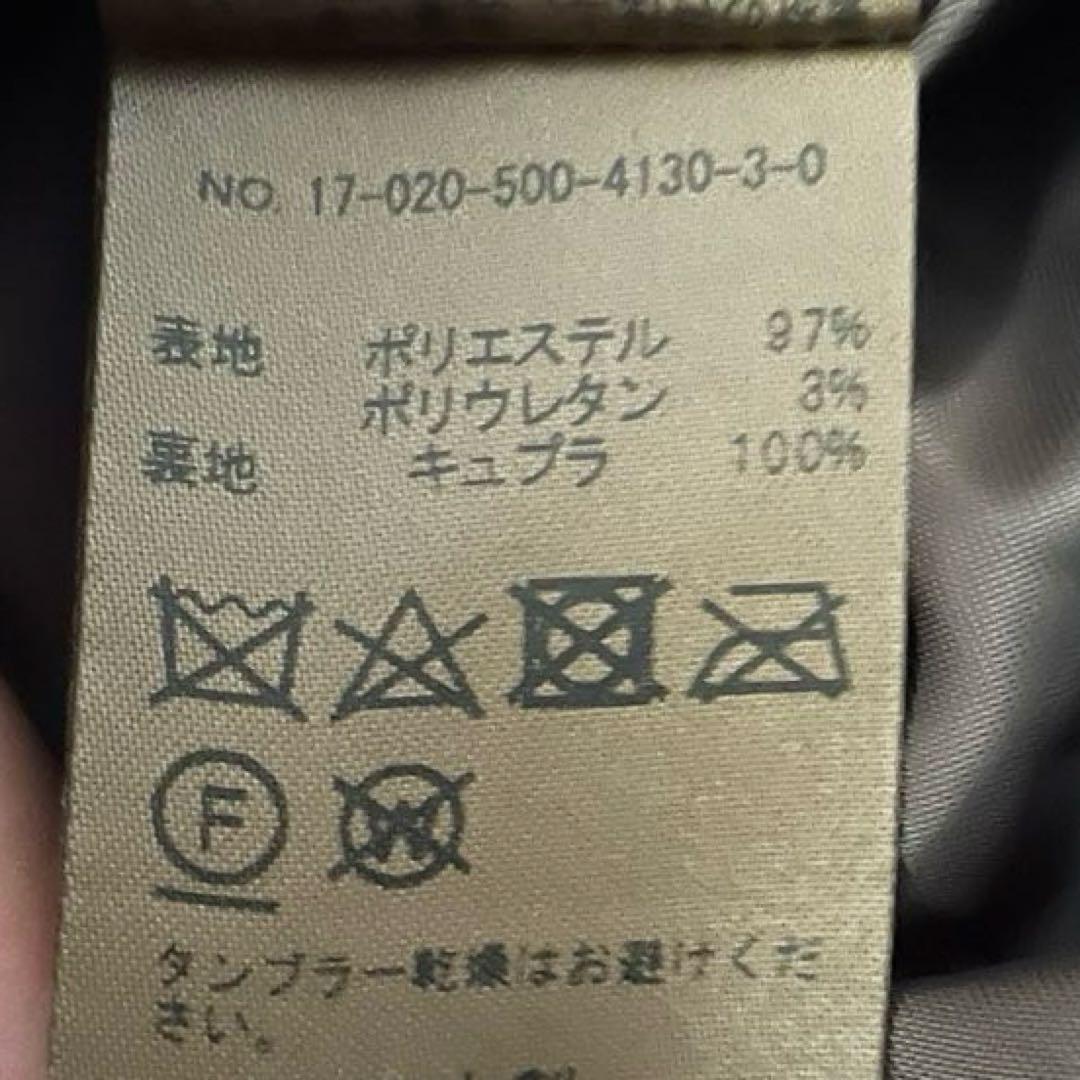 NO. 17-020-500-4130-3-0
表地 ポリエステル 97%
ポリウレタン 3%
裏地 キュプラ 100%
F
W
タンブラー乾燥はお避けくだ
さい。